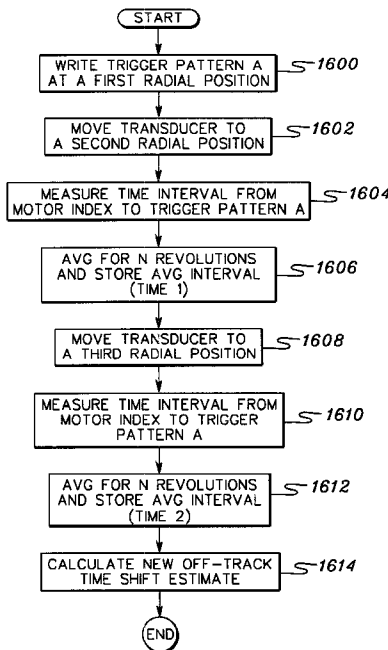 START
WRITE TRIGGER PATTERN A
AT A FIRST RADIAL POSITION
1600
MOVE TRANSDUCER TO
A SECOND RADIAL POSITION
1602
MEASURE TIME INTERVAL FROM
MOTOR INDEX TO TRIGGER PATTERN A
1604
AVG FOR N REVOLUTIONS
AND STORE AVG INTERVAL
(TIME 1)
1606
MOVE TRANSDUCER TO
A THIRD RADIAL POSITION
1608
MEASURE TIME INTERVAL FROM
MOTOR INDEX TO TRIGGER
PATTERN A
1610
AVG FOR N REVOLUTIONS
AND STORE AVG INTERVAL
(TIME 2)
1612
CALCULATE NEW OFF-TRACK
TIME SHIFT ESTIMATE
1614
END